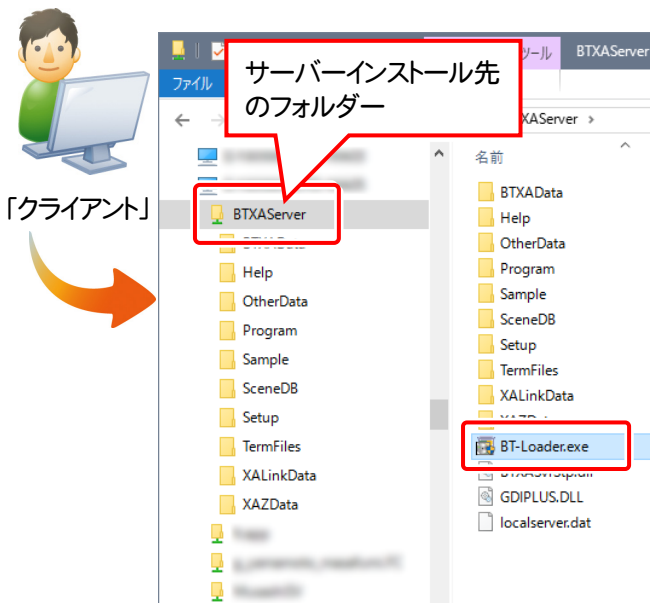 サーバーインストール先
のフォルダー
ール
BTXAServer
ファイル
XAServer
名前
「クライアント」
BTXAServer
Help
OtherData
Program
Sample
SceneDB
Setup
TermFiles
XALinkData
XAZData
BTXAData
Help
OtherData
Program
Sample
SceneDB
Setup
TermFiles
XALinkData
BT-Loader.exe
GDIPLUS.DLL
localserver.dat